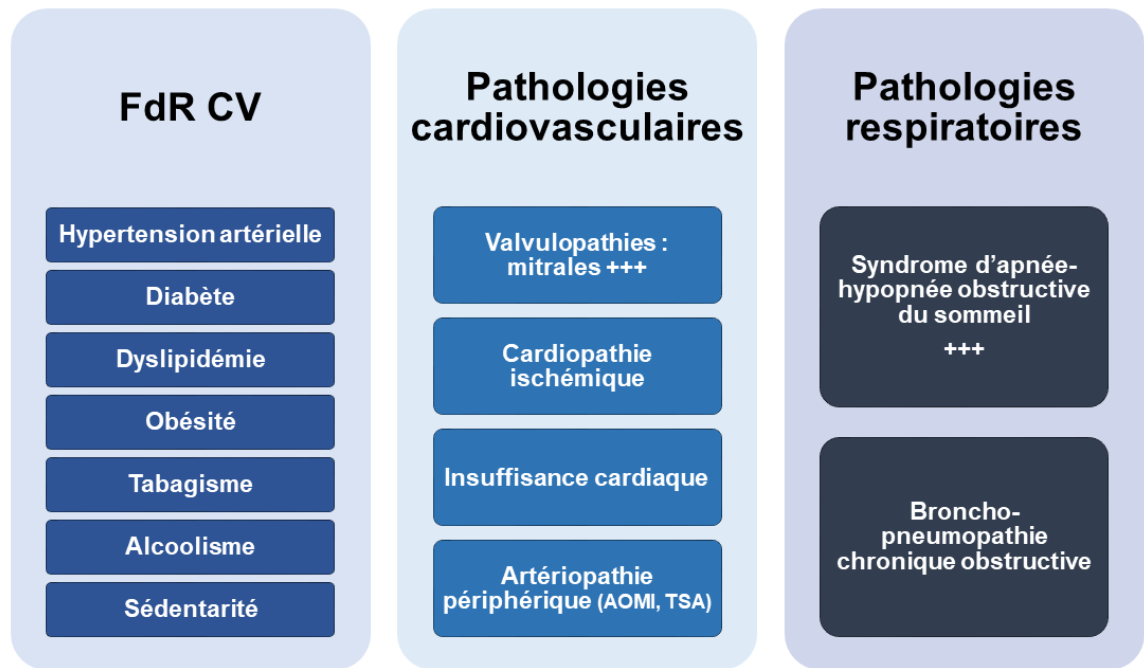 FdR CV
Hypertension artérielle
Diabète
Dyslipidémie
Obésité
Tabagisme
Alcoolisme
Sédentarité
Pathologies
cardiovasculaires
Valvulopathies :
mitrales +++
Cardiopathie
ischémique
Insuffisance cardiaque
Artériopathie
périphérique (AOMI, TSA)
Pathologies
respiratoires
Syndrome d’apnée-
hypopnée obstructive
du sommeil
+++
Broncho-
pneumopathie
chronique obstructive